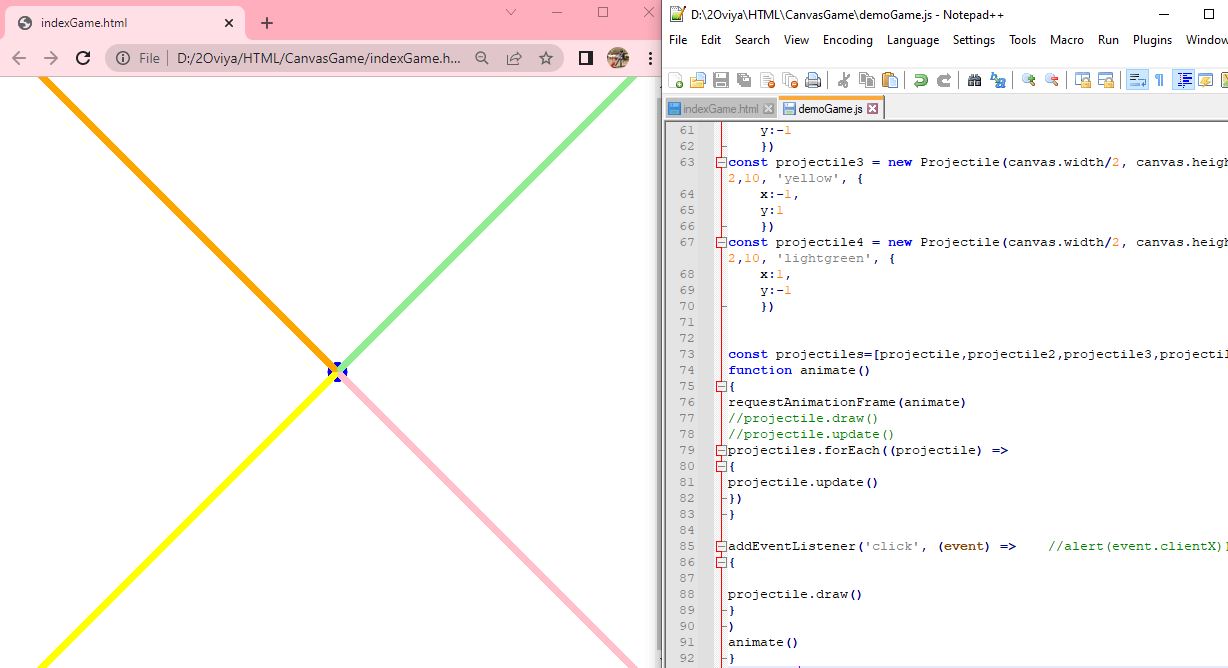 indexGame.html
File D:/2Oviya/HTML/CanvasGame/indexGame.h...
D:\2Oviya\HTML\CanvasGame\demoGame.js - Notepad++
File Edit Search View Encoding Language Settings Tools Macro Run Plugins Window
indexGame.html demoGame.js
61 y:-1
62 })
63 const projectile3 = new Projectile(canvas.width/2, canvas.heigh
2,10, 'yellow', {
64 x:-1,
65 y:1
66 })
67 const projectile4 = new Projectile(canvas.width/2, canvas.heigh
2,10, 'lightgreen', {
68 x:1,
69 y:-1
70 })
71
72
73 const projectiles=[projectile,projectile2,projectile3,projectil
74 function animate()
75 {
76 requestAnimationFrame(animate)
77 //projectile.draw()
78 //projectile.update()
79 projectiles.forEach((projectile) =>
80 {
81 projectile.update()
82 })
83 }
84
85 addEventListener('click', (event) => //alert(event.clientX)
86 {
87
88 projectile.draw()
89 }
90 )
91 animate()
92 }